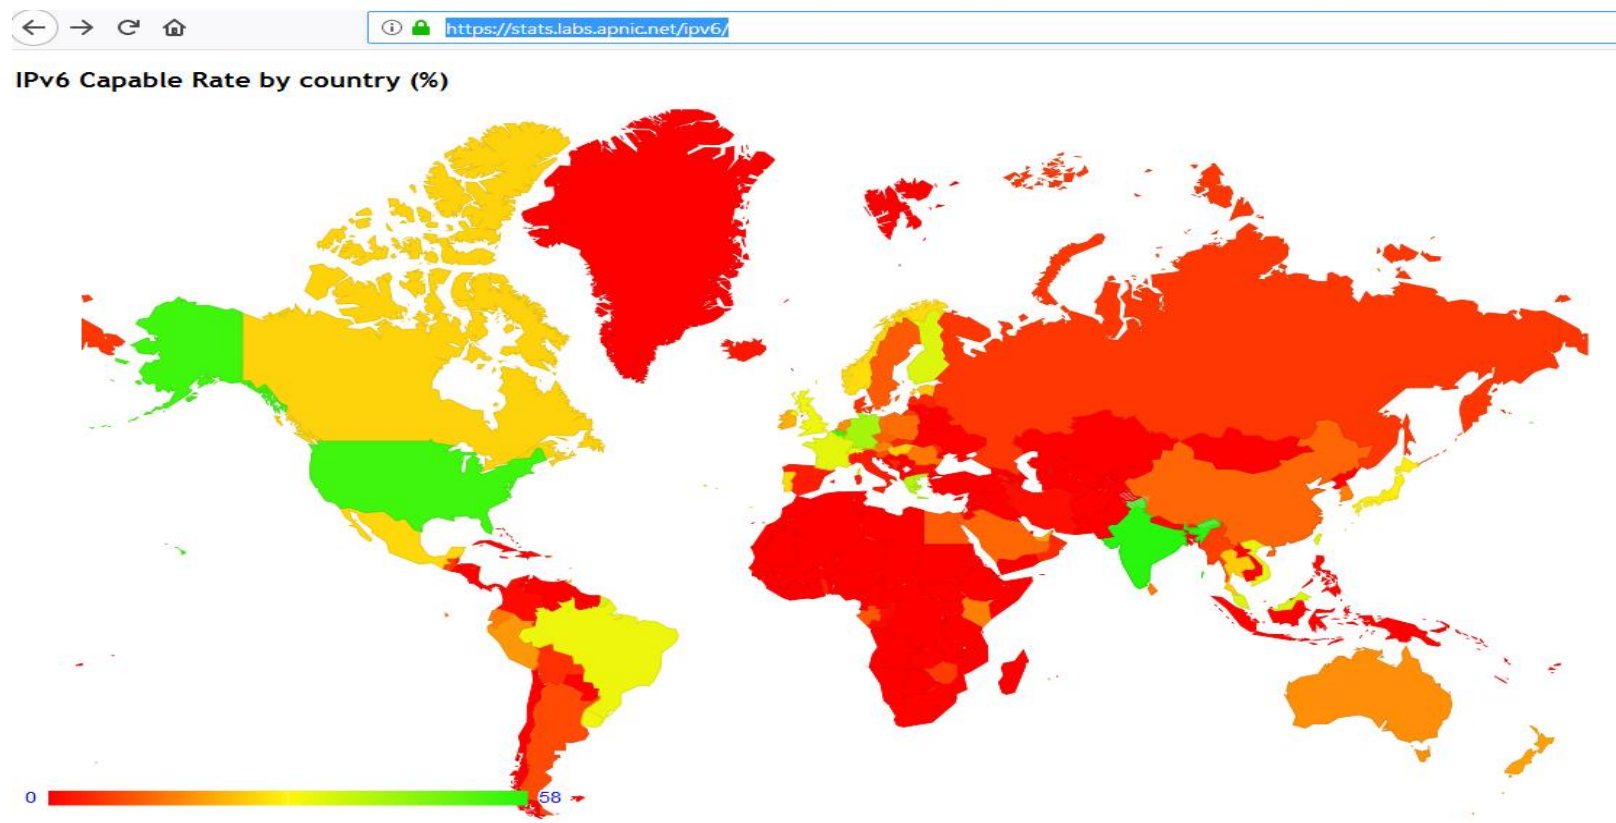 https://stats.labs.apnic.net/ipv6/
IPv6 Capable Rate by country (%)
0 58